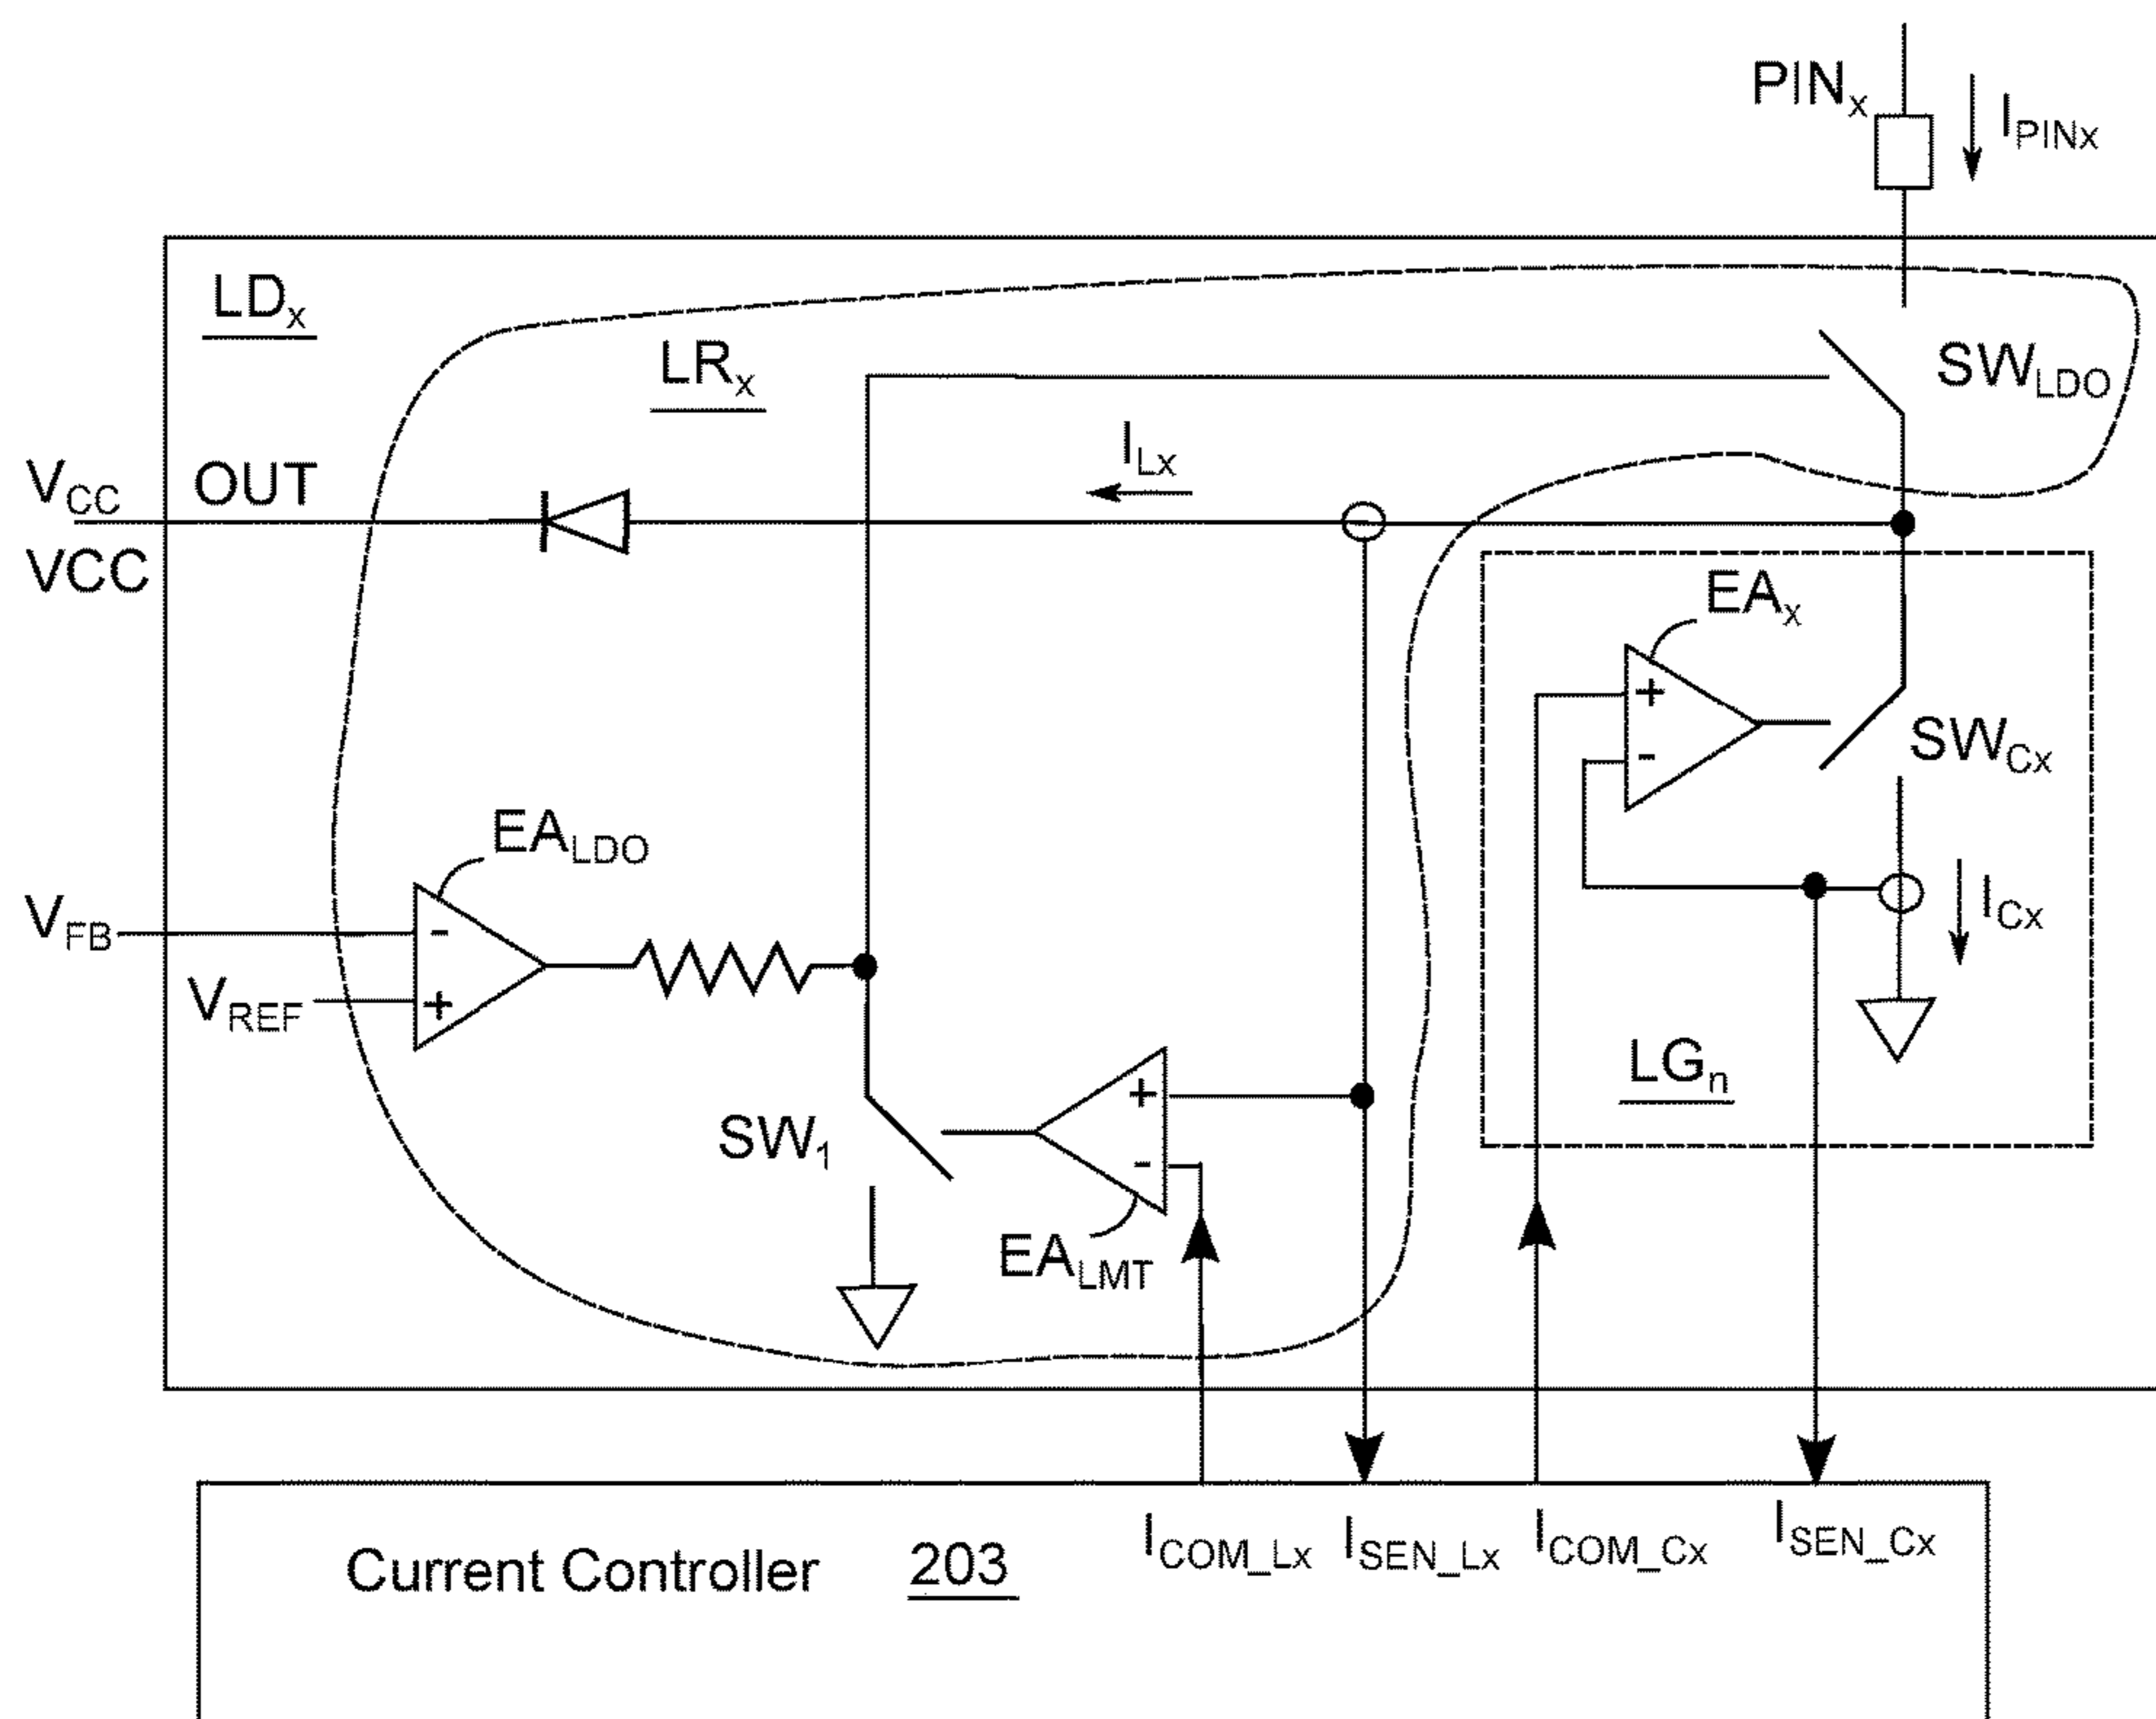 PINx
IPINx
LDx
LRx
SWLDO
ILx
VCC
OUT
VCC
EAx
+
-
SWCx
EALDO
VFB
-
ICx
VREF
+
LGn
+
SW1
-
EALMT
ICOM_Lx
ISEN_Lx
ICOM_Cx
ISEN_Cx
Current Controller 203